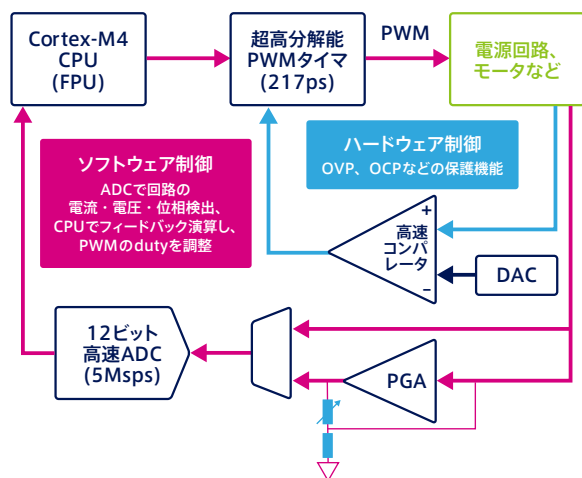 Cortex-M4
CPU
(FPU)
超高分解能
PWMタイマ
(217ps)
PWM
電源回路、
モータなど
ソフトウェア制御
ADCで回路の
電流・電圧・位相検出、
CPUでフィードバック演算し、
PWMのdutyを調整
ハードウェア制御
OVP、OCPなどの保護機能
+
高速
コンパ
レータ
−
DAC
12ビット
高速ADC
(5Msps)
PGA